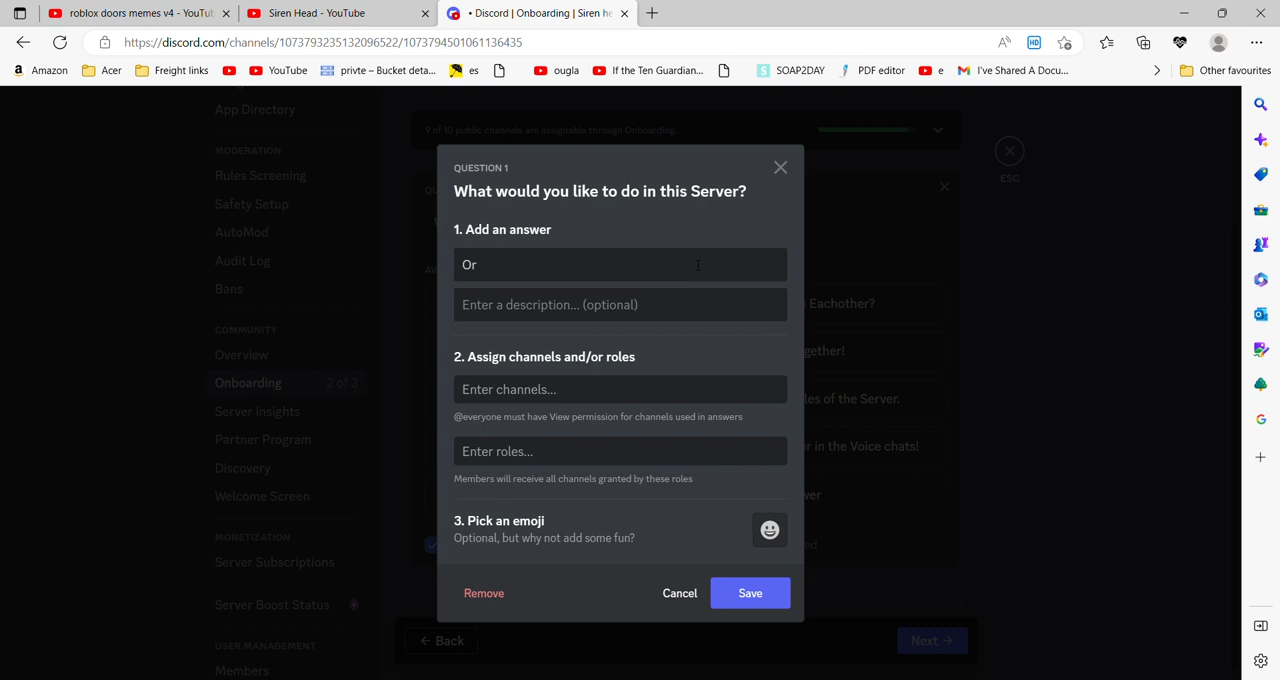 roblox doors memes v4 - YouTub
Siren Head - YouTube
• Discord | Onboarding | Siren he
https://discord.com/channels/1073793235132096522/1073794501061136435
HD
Amazon
Acer
Freight links
YouTube
privte – Bucket deta...
es
ougla
If the Ten Guardian...
SOAP2DAY
PDF editor
e
I've Shared A Docu...
Other favourites
App Directory
MODERATION
Rules Screening
Safety Setup
AutoMod
Audit Log
Bans
COMMUNITY
Overview
Onboarding 2 of 3
Server Insights
Partner Program
Discovery
Welcome Screen
MONETIZATION
Server Subscriptions
Server Boost Status
USER MANAGEMENT
Members
9 of 10 public channels are assignable through Onboarding.
ESC
QUESTION 1
What would you like to do in this Server?
1. Add an answer
Or
Enter a description... (optional)
2. Assign channels and/or roles
Enter channels...
@everyone must have View permission for channels used in answers
Enter roles...
Members will receive all channels granted by these roles
3. Pick an emoji
Optional, but why not add some fun?
Remove
Cancel
Save
Eachother?
gether!
les of the Server.
r in the Voice chats!
wer
ed
← Back
Next →